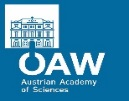 ÖAW
Austrian Academy
of Sciences